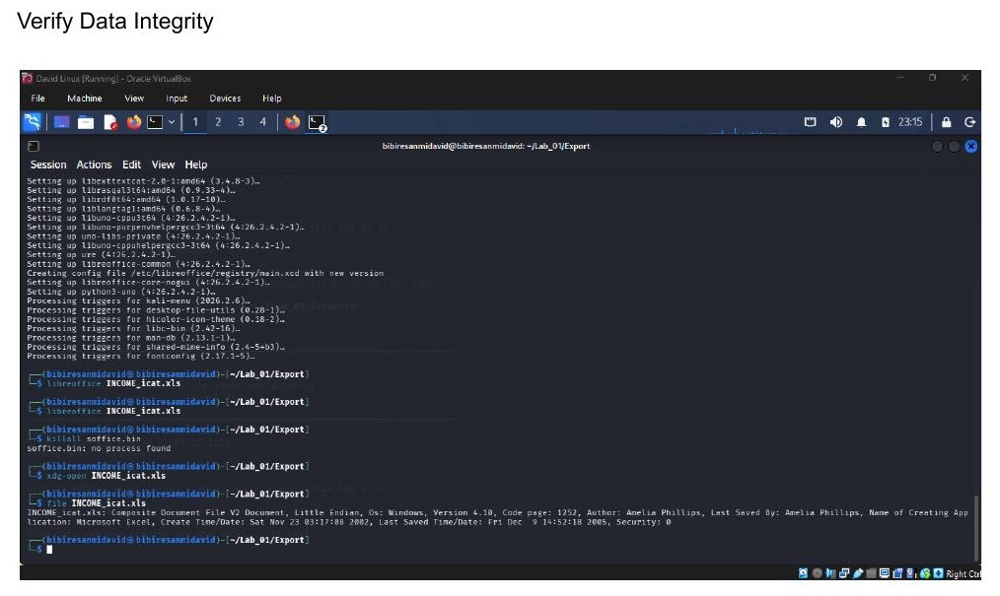 Verify Data Integrity
David Linux [Running] - Oracle VirtualBox
File Machine View Input Devices Help
1 2 3 4 2 23:15
bibiresanmidavid@bibiresanmidavid: ~/Lab_01/Export
Session Actions Edit View Help
Setting up libexttextcat-2.0-1:amd64 (3.4.8-3)…
Setting up librasqal3t64:amd64 (0.9.33-4)…
Setting up librdf0t64:amd64 (1.0.17-10)…
Setting up liblangtag1:amd64 (0.6.8-4)…
Setting up libuno-cppu3t64 (4:26.2.4.2-1)…
Setting up libuno-purpenvhelpergcc3-3t64 (4:26.2.4.2-1)…
Setting up uno-libs-private (4:26.2.4.2-1)…
Setting up libuno-cppuhelpergcc3-3t64 (4:26.2.4.2-1)…
Setting up ure (4:26.2.4.2-1)…
Setting up libreoffice-common (4:26.2.4.2-1)…
Creating config file /etc/libreoffice/registry/main.xcd with new version
Setting up libreoffice-core-nogui (4:26.2.4.2-1)…
Setting up python3-uno (4:26.2.4.2-1)…
Processing triggers for kali-menu (2026.2.6)…
Processing triggers for desktop-file-utils (0.28-1)…
Processing triggers for hicolor-icon-theme (0.18-2)…
Processing triggers for libc-bin (2.42-16)…
Processing triggers for man-db (2.13.1-1)…
Processing triggers for shared-mime-info (2.4-5+b3)…
Processing triggers for fontconfig (2.17.1-5)…
┌──(bibiresanmidavid㉿bibiresanmidavid)-[~/Lab_01/Export]
└─$ libreoffice INCOME_icat.xls
┌──(bibiresanmidavid㉿bibiresanmidavid)-[~/Lab_01/Export]
└─$ libreoffice INCOME_icat.xls
┌──(bibiresanmidavid㉿bibiresanmidavid)-[~/Lab_01/Export]
└─$ killall soffice.bin
soffice.bin: no process found
┌──(bibiresanmidavid㉿bibiresanmidavid)-[~/Lab_01/Export]
└─$ xdg-open INCOME_icat.xls
┌──(bibiresanmidavid㉿bibiresanmidavid)-[~/Lab_01/Export]
└─$ file INCOME_icat.xls
INCOME_icat.xls: Composite Document File V2 Document, Little Endian, Os: Windows, Version 4.10, Code page: 1252, Author: Amelia Phillips, Last Saved By: Amelia Phillips, Name of Creating App
lication: Microsoft Excel, Create Time/Date: Sat Nov 23 03:17:08 2002, Last Saved Time/Date: Fri Dec  9 14:52:18 2005, Security: 0
┌──(bibiresanmidavid㉿bibiresanmidavid)-[~/Lab_01/Export]
└─$
Right Ctrl